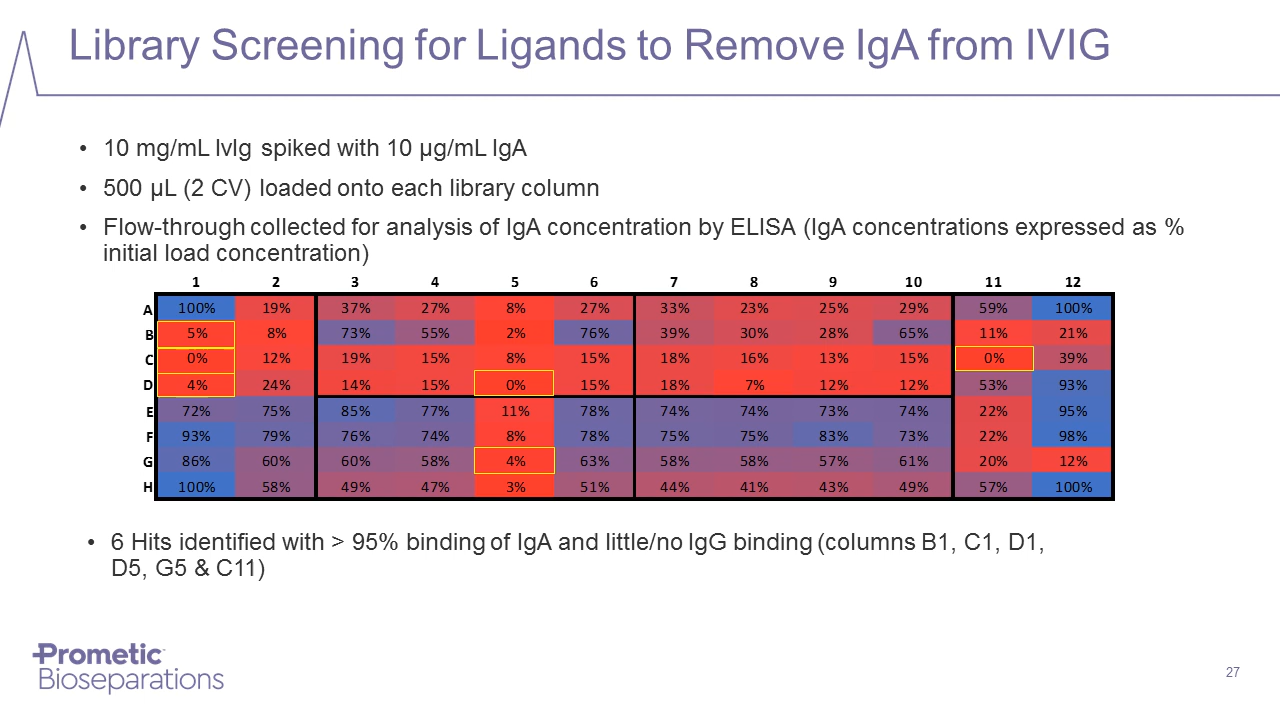 Library Screening for Ligands to Remove IgA from IVIG
• 10 mg/mL IvIg spiked with 10 µg/mL IgA
• 500 µL (2 CV) loaded onto each library column
• Flow-through collected for analysis of IgA concentration by ELISA (IgA concentrations expressed as %
initial load concentration)
1 2 3 4 5 6 7 8 9 10 11 12
A 100% 19% 37% 27% 8% 27% 33% 23% 25% 29% 59% 100%
B 5% 8% 73% 55% 2% 76% 39% 30% 28% 65% 11% 21%
C 0% 12% 19% 15% 8% 15% 18% 16% 13% 15% 0% 39%
D 4% 24% 14% 15% 0% 15% 18% 7% 12% 12% 53% 93%
E 72% 75% 85% 77% 11% 78% 74% 74% 73% 74% 22% 95%
F 93% 79% 76% 74% 8% 78% 75% 75% 83% 73% 22% 98%
G 86% 60% 60% 58% 4% 63% 58% 58% 57% 61% 20% 12%
H 100% 58% 49% 47% 3% 51% 44% 41% 43% 49% 57% 100%
• 6 Hits identified with > 95% binding of IgA and little/no IgG binding (columns B1, C1, D1,
D5, G5 & C11)
Prometic
Bioseparations
27